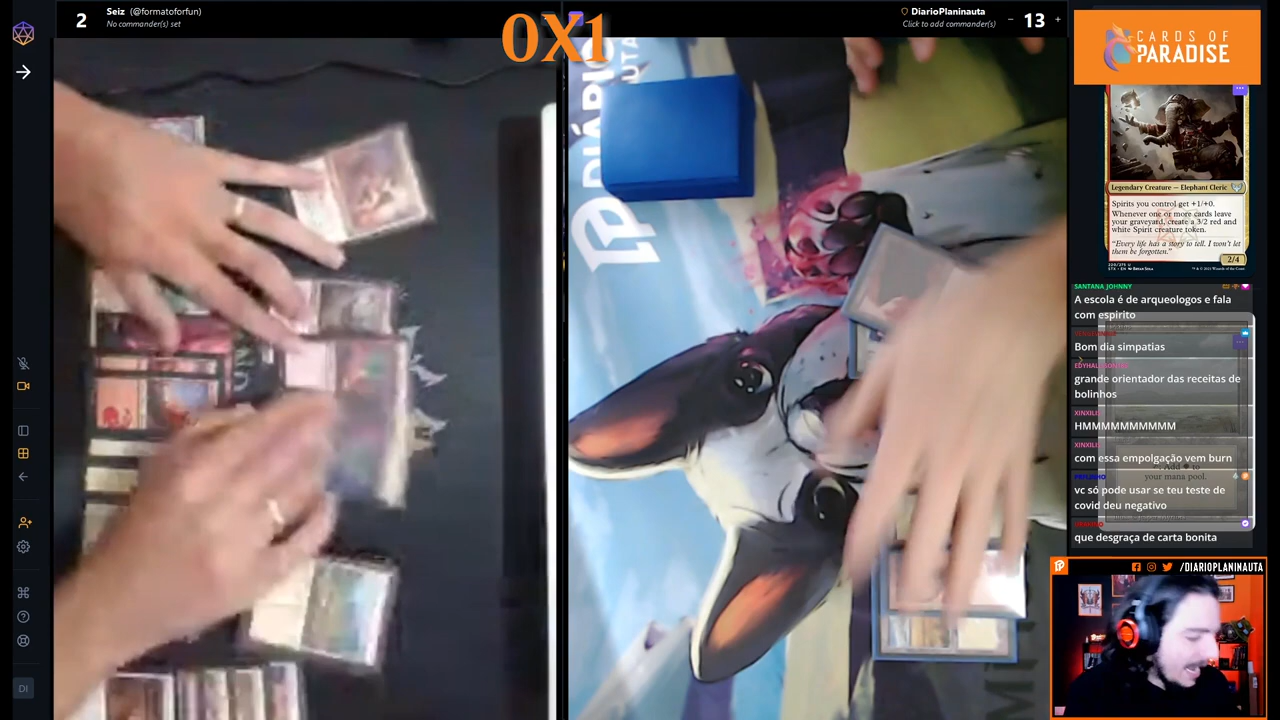 2
Seiz (@formatoforfun)
No commander(s) set
0X1
DiarioPlaninauta
Click to add commander(s)
− 13 +
CARDS OF
PARADISE
DIÁRIO
Legendary Creature — Elephant Cleric
Spirits you control get +1/+0.
Whenever one or more cards leave
your graveyard, create a 3/2 red and
white Spirit creature token.
"Every life has a story to tell. I won't let
them be forgotten."
2/4
SANTANA JOHNNY
A escola é de arqueologos e fala
com espirito
Bom dia simpatias
grande orientador das receitas de
bolinhos
XINXILI
HMMMMMMMMMM
XINXILI
com essa empolgação vem burn
vc só pode usar se teu teste de
covid deu negativo
que desgraça de carta bonita
your mana pool.
/DIARIOPLANINAUTA
DI